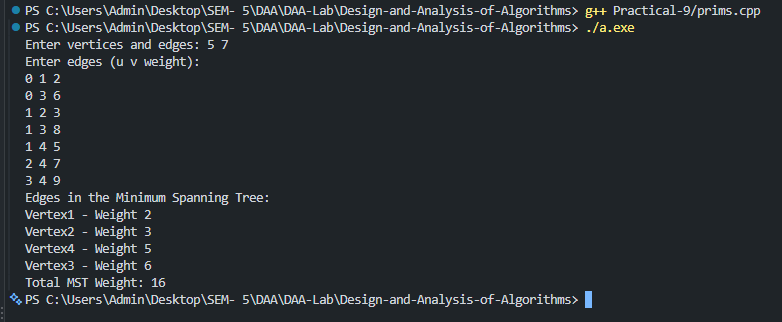 PS C:\Users\Admin\Desktop\SEM- 5\DAA\DAA-Lab\Design-and-Analysis-of-Algorithms> g++ Practical-9/prims.cpp
PS C:\Users\Admin\Desktop\SEM- 5\DAA\DAA-Lab\Design-and-Analysis-of-Algorithms> ./a.exe
Enter vertices and edges: 5 7
Enter edges (u v weight):
0 1 2
0 3 6
1 2 3
1 3 8
1 4 5
2 4 7
3 4 9
Edges in the Minimum Spanning Tree:
Vertex1 - Weight 2
Vertex2 - Weight 3
Vertex4 - Weight 5
Vertex3 - Weight 6
Total MST Weight: 16
PS C:\Users\Admin\Desktop\SEM- 5\DAA\DAA-Lab\Design-and-Analysis-of-Algorithms>